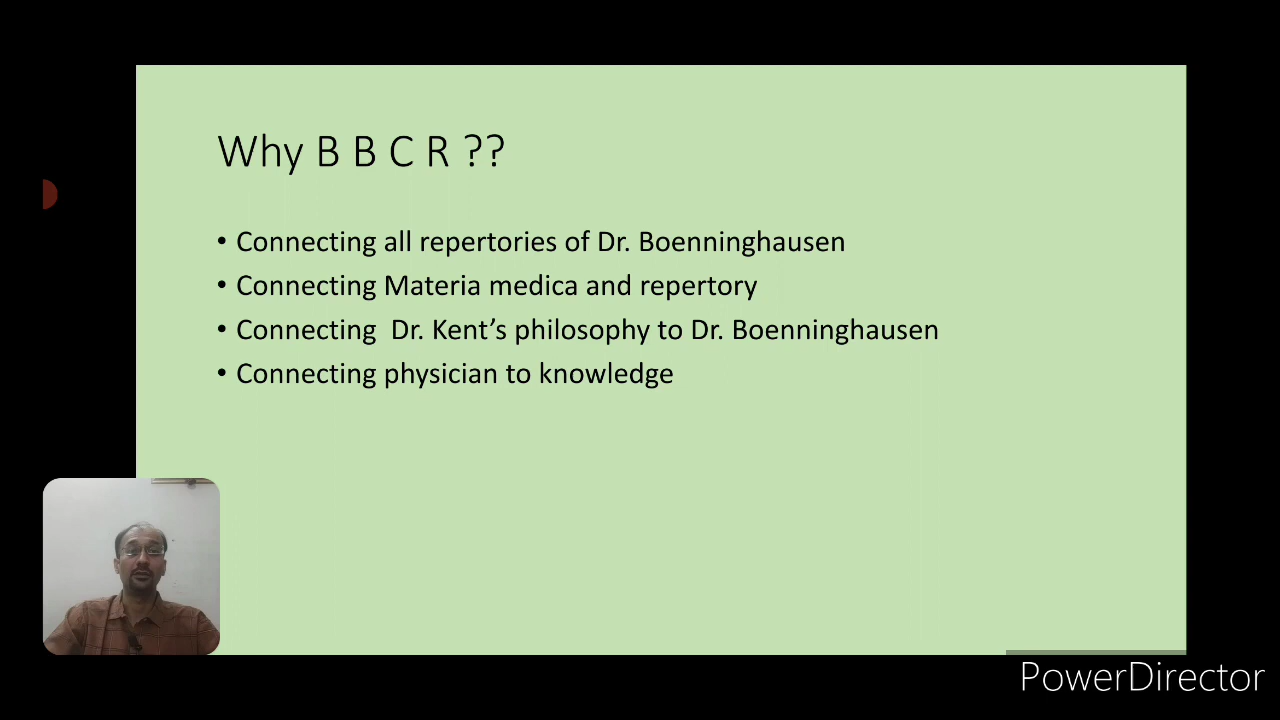 Why B B C R ??
• Connecting all repertories of Dr. Boenninghausen
• Connecting Materia medica and repertory
• Connecting  Dr. Kent’s philosophy to Dr. Boenninghausen
• Connecting physician to knowledge
PowerDirector